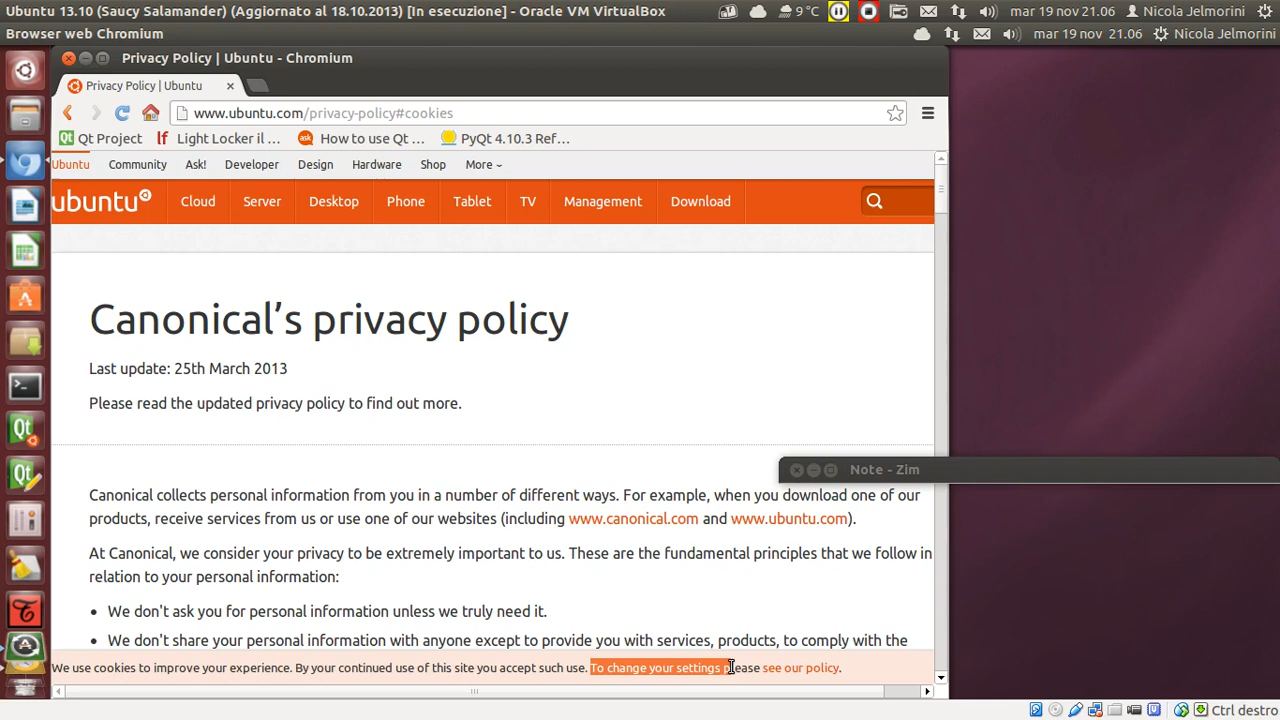 Ubuntu 13.10 (Saucy Salamander) (Aggiornato al 18.10.2013) [In esecuzione] - Oracle VM VirtualBox
9 °C
mar 19 nov 21.06
Nicola Jelmorini
Browser web Chromium
mar 19 nov 21.06
Nicola Jelmorini
Privacy Policy | Ubuntu - Chromium
Privacy Policy | Ubuntu
www.ubuntu.com/privacy-policy#cookies
Qt Project
Light Locker il ...
How to use Qt ...
PyQt 4.10.3 Ref...
Ubuntu Community Ask! Developer Design Hardware Shop More
ubuntu Cloud Server Desktop Phone Tablet TV Management Download
Canonical’s privacy policy
Last update: 25th March 2013
Please read the updated privacy policy to find out more.
Note - Zim
Canonical collects personal information from you in a number of different ways. For example, when you download one of our
products, receive services from us or use one of our websites (including www.canonical.com and www.ubuntu.com).
At Canonical, we consider your privacy to be extremely important to us. These are the fundamental principles that we follow in
relation to your personal information:
• We don't ask you for personal information unless we truly need it.
• We don't share your personal information with anyone except to provide you with services, products, to comply with the
We use cookies to improve your experience. By your continued use of this site you accept such use. To change your settings please see our policy.
Ctrl destro